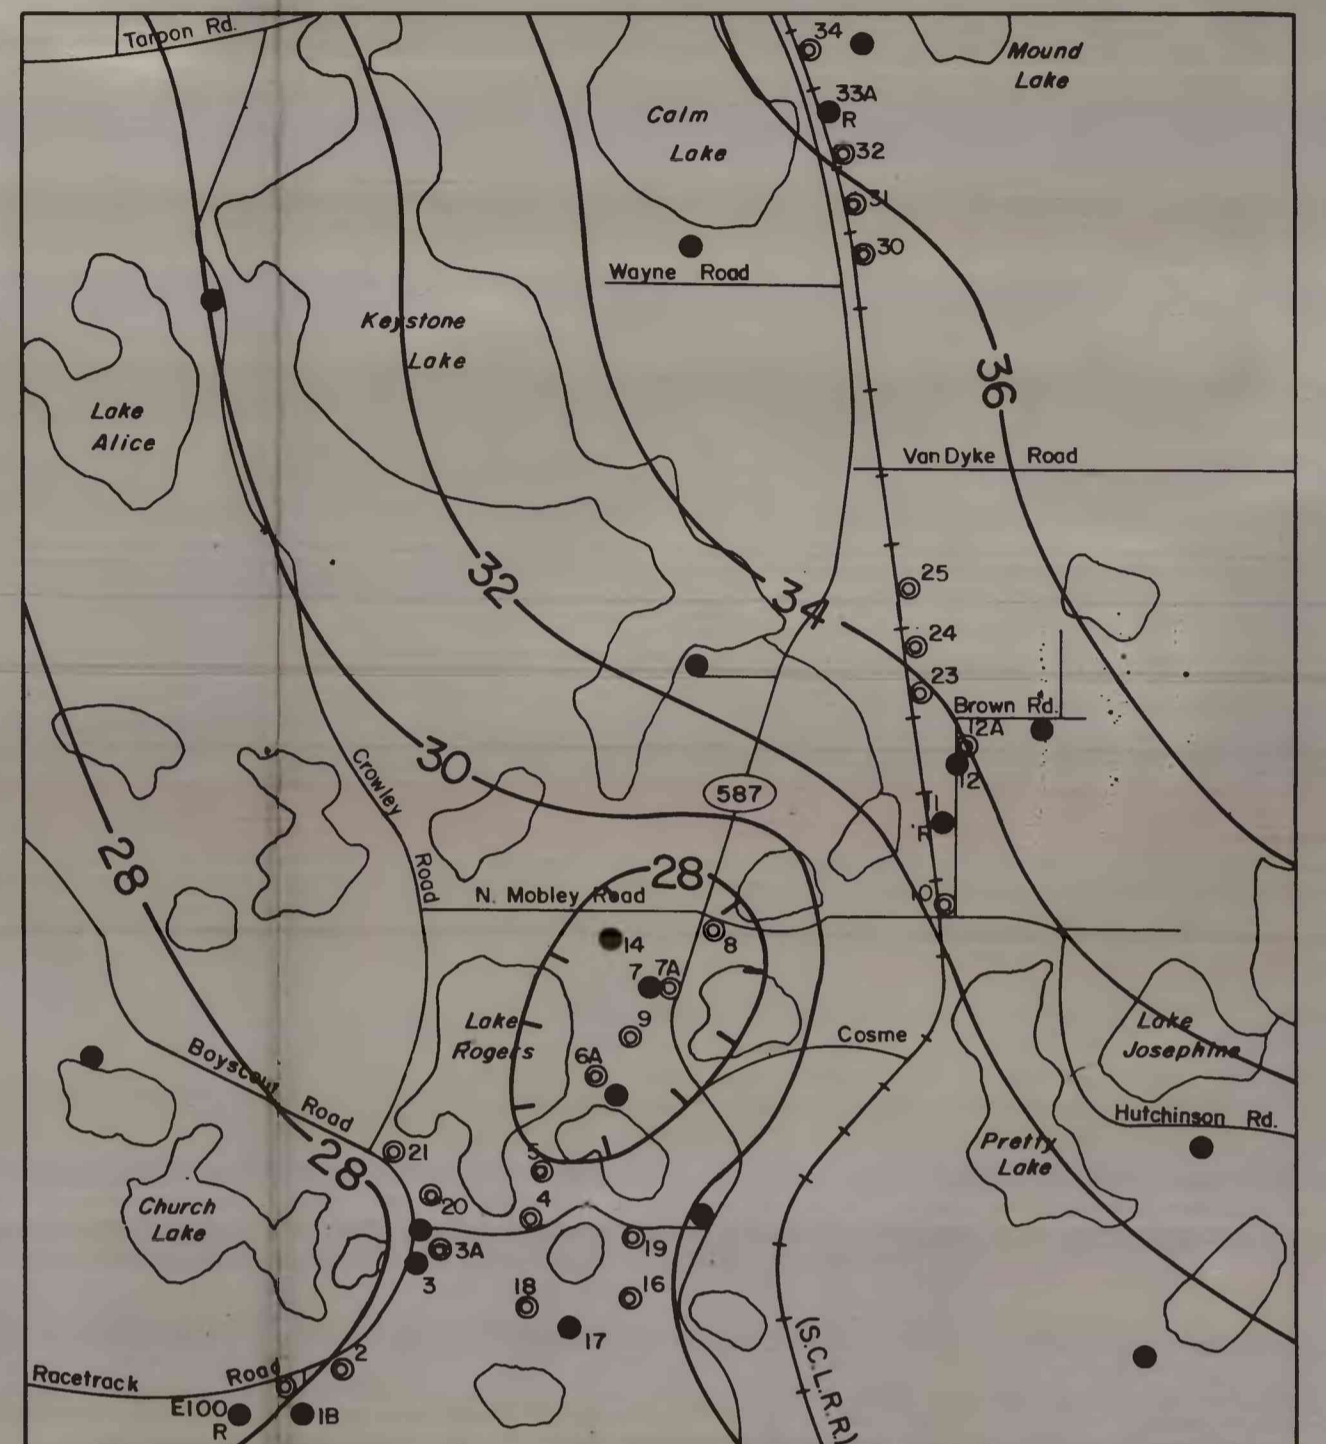 Tarpon Rd.
34
Mound
Lake
Calm
Lake
33A
R
32
31
30
Wayne Road
Keystone
Lake
36
Lake
Alice
Van Dyke Road
32
25
34
24
23
Brown Rd.
12A
12
30
Crowley
Road
587
11
R
28
28
N. Mobley Road
10
14
8
7
7A
9
Lake
Rogers
6A
Cosme
Lake
Josephine
Boyscout
Road
Hutchinson Rd.
Pretty
Lake
28
21
5
20
4
Church
Lake
3A
3
19
18
16
17
(S.C.L.R.R)
2
Racetrack Road
1
E100
R
1B